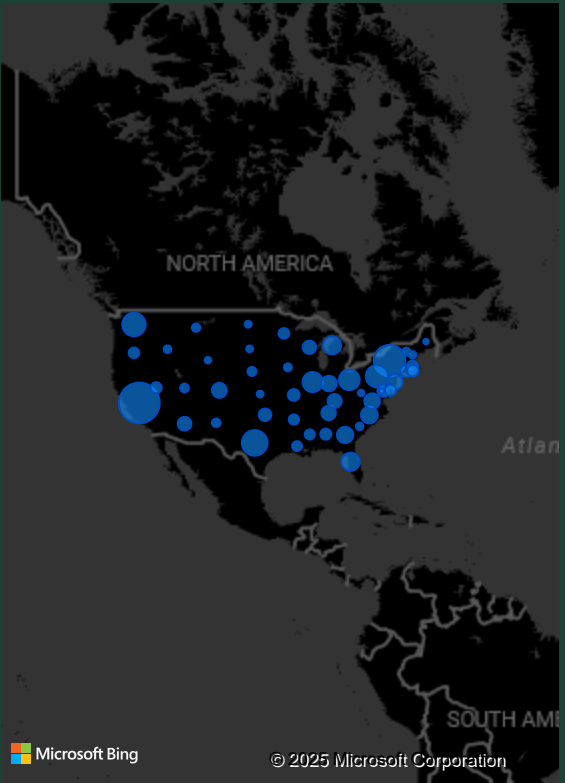 NORTH AMERICA
Atlan
SOUTH AME
Microsoft Bing
© 2025 Microsoft Corporation